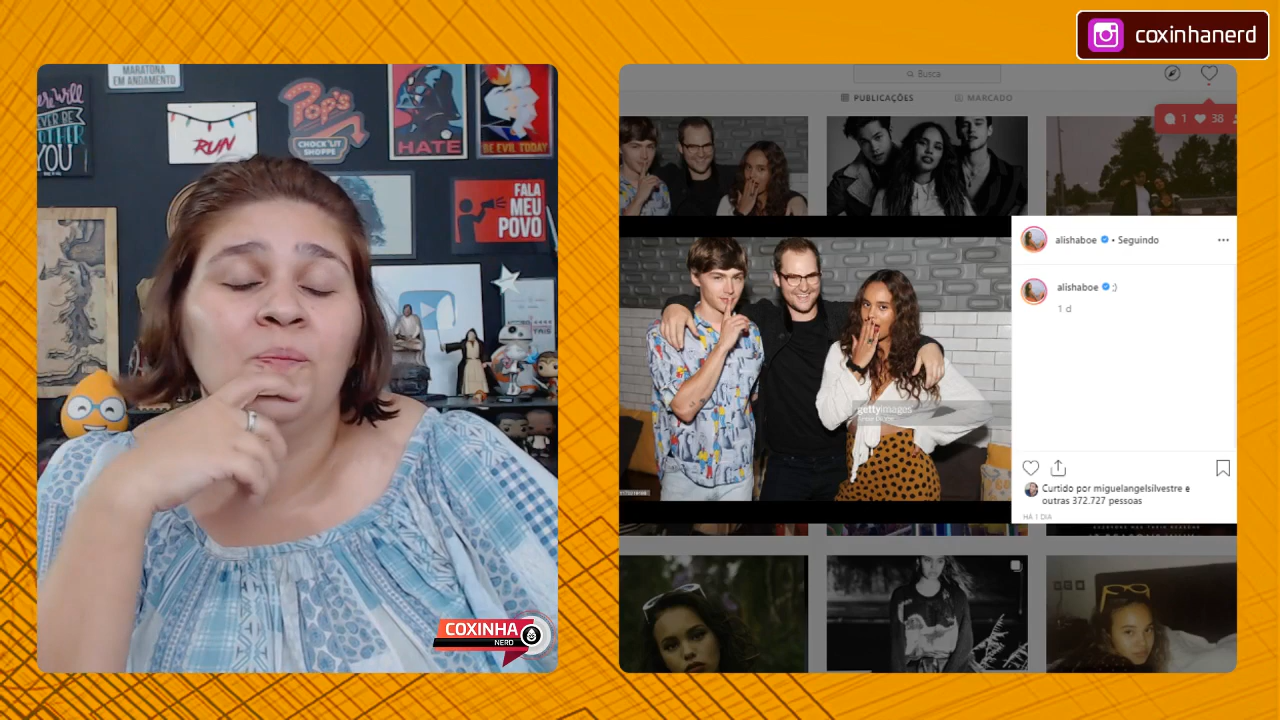 coxinhanerd
MARATONA
EM ANDAMENTO
RUN
Pop's
CHOCK'LIT
SHOPPE
HATE
BE EVIL TODAY
FALA
MEU
POVO
YOU
COXINHA
NERD
Busca
PUBLICAÇÕES
MARCADO
1
38
alishaboe • Seguindo
alishaboe ;)
1 d
gettyimages
Curtido por miguelangelsilvestre e
outras 372.727 pessoas
HÁ 1 DIA